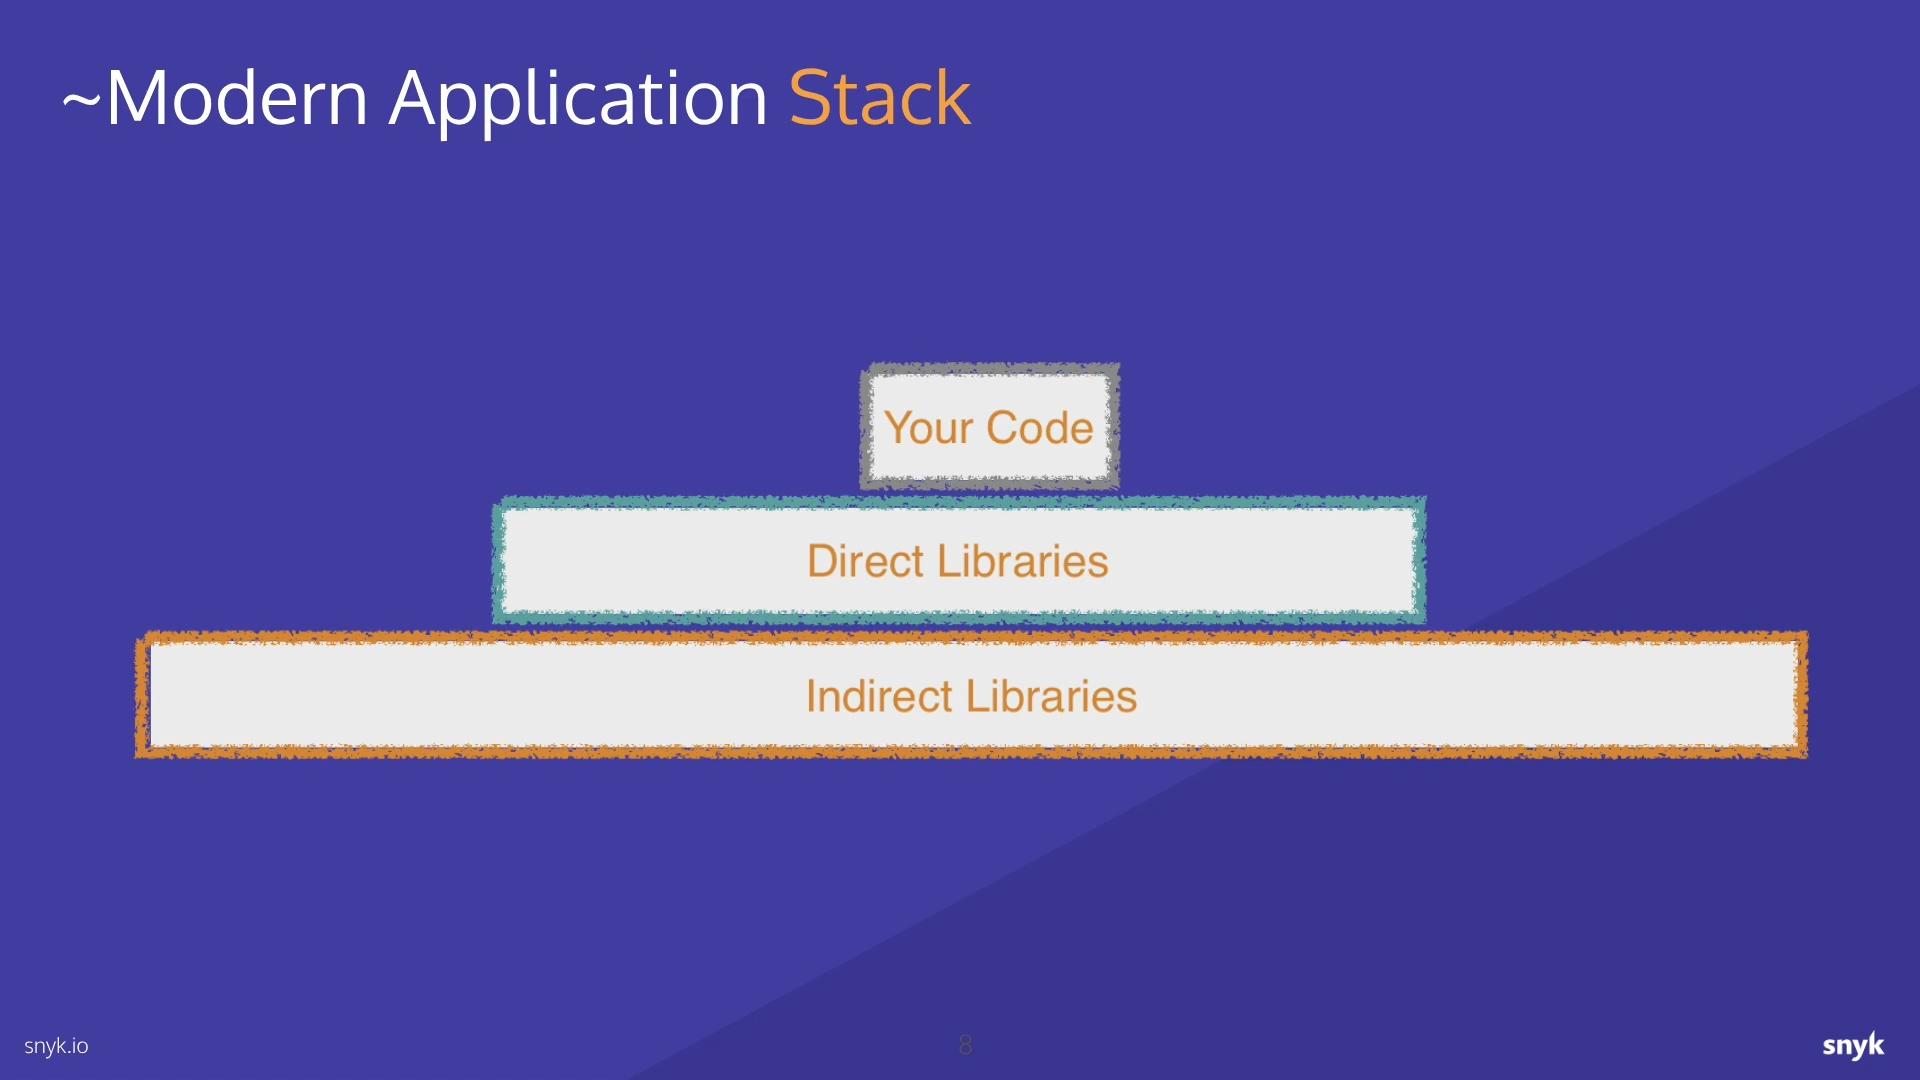 ~Modern Application Stack
Your Code
Direct Libraries
Indirect Libraries
snyk.io
8
snyk